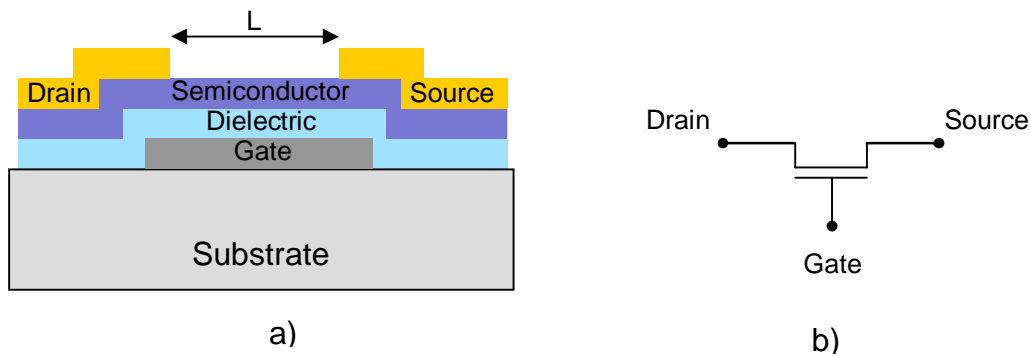 L
Drain
Semiconductor
Source
Dielectric
Gate
Substrate
a)
Drain
Source
Gate
b)